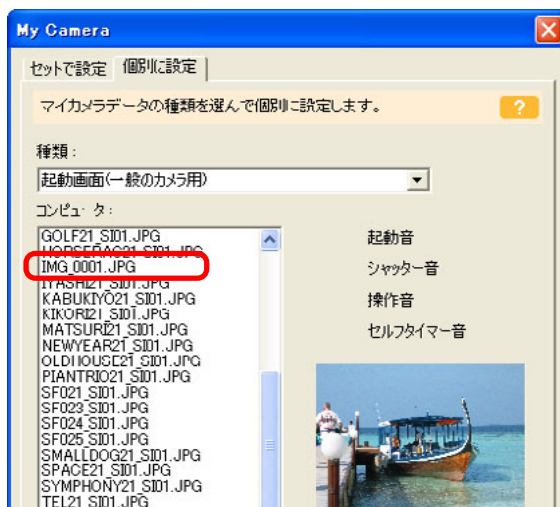 My Camera
セットで設定 個別に設定
マイカメラデータの種類を選んで個別に設定します。 ?
種類:
起動画面(一般のカメラ用)
コンピュータ:
GOLF21_SI01.JPG
HORSERAC21_SI01.JPG
IMG_0001.JPG
IYASHI21_SI01.JPG
KABUKIYO21_SI01.JPG
KIKORI21_SI01.JPG
MATSURI21_SI01.JPG
NEWYEAR21_SI01.JPG
OLDHOUSE21_SI01.JPG
PIANTRIO21_SI01.JPG
SF021_SI01.JPG
SF023_SI01.JPG
SF024_SI01.JPG
SF025_SI01.JPG
SMALLDOG21_SI01.JPG
SPACE21_SI01.JPG
SYMPHONY21_SI01.JPG
TEL21_SI01.JPG
起動音
シャッター音
操作音
セルフタイマー音